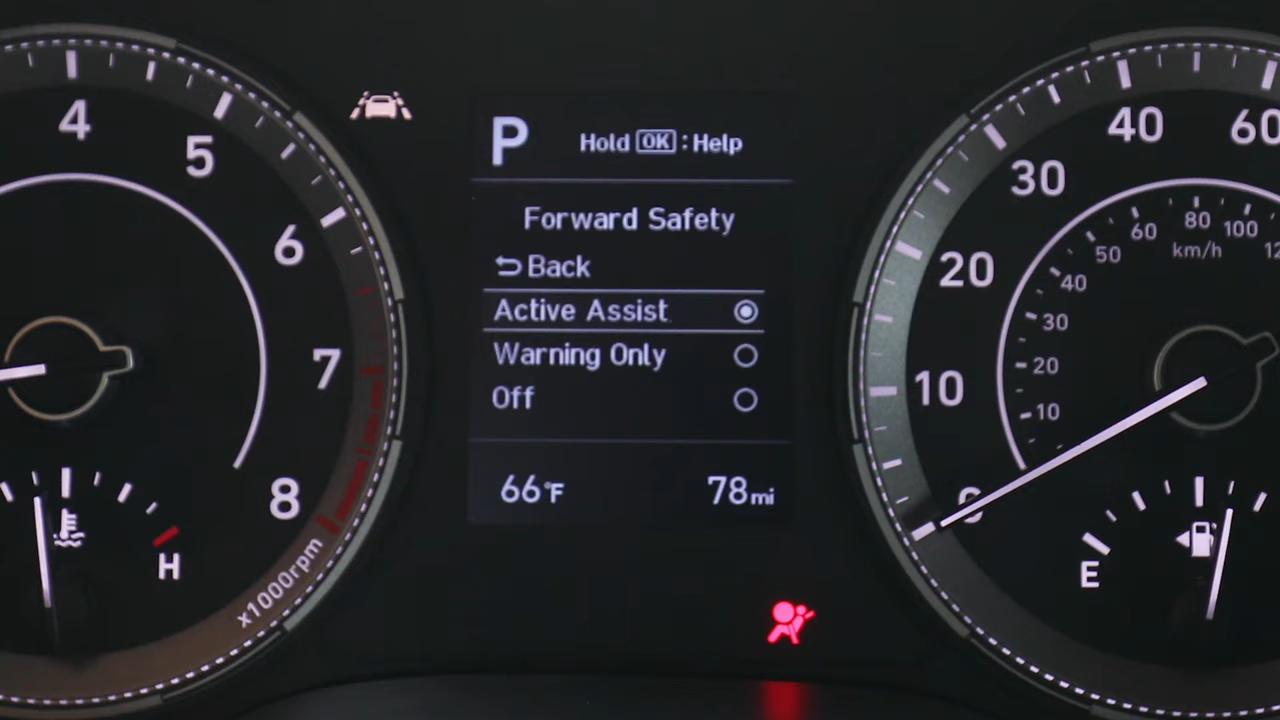 4
5
6
7
8
x1000rpm
H
P
Hold OK : Help
Forward Safety
Back
Active Assist
Warning Only
Off
66°F 78mi
0
10
20
30
40
60
10
20
30
40
50
60
80
100
km/h
E